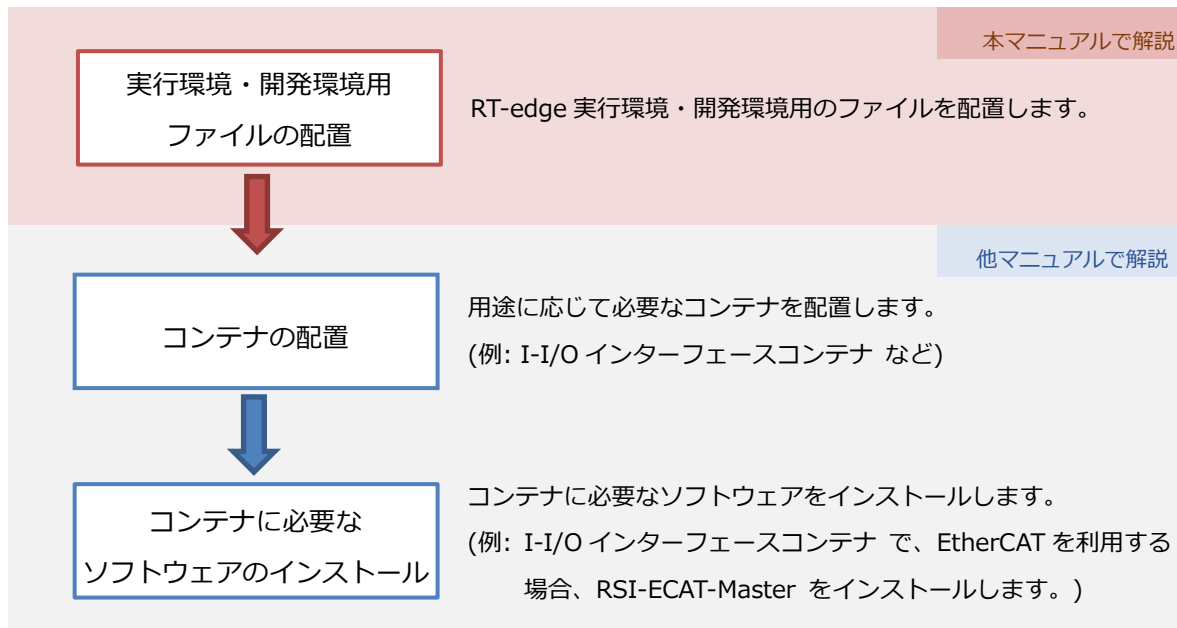 本マニュアルで解説
実行環境・開発環境用
ファイルの配置
RT-edge 実行環境・開発環境用のファイルを配置します。
他マニュアルで解説
コンテナの配置
用途に応じて必要なコンテナを配置します。
(例: I-I/O インターフェースコンテナ など)
コンテナに必要な
ソフトウェアのインストール
コンテナに必要なソフトウェアをインストールします。
(例: I-I/O インターフェースコンテナ で、EtherCAT を利用する
場合、RSI-ECAT-Master をインストールします。)